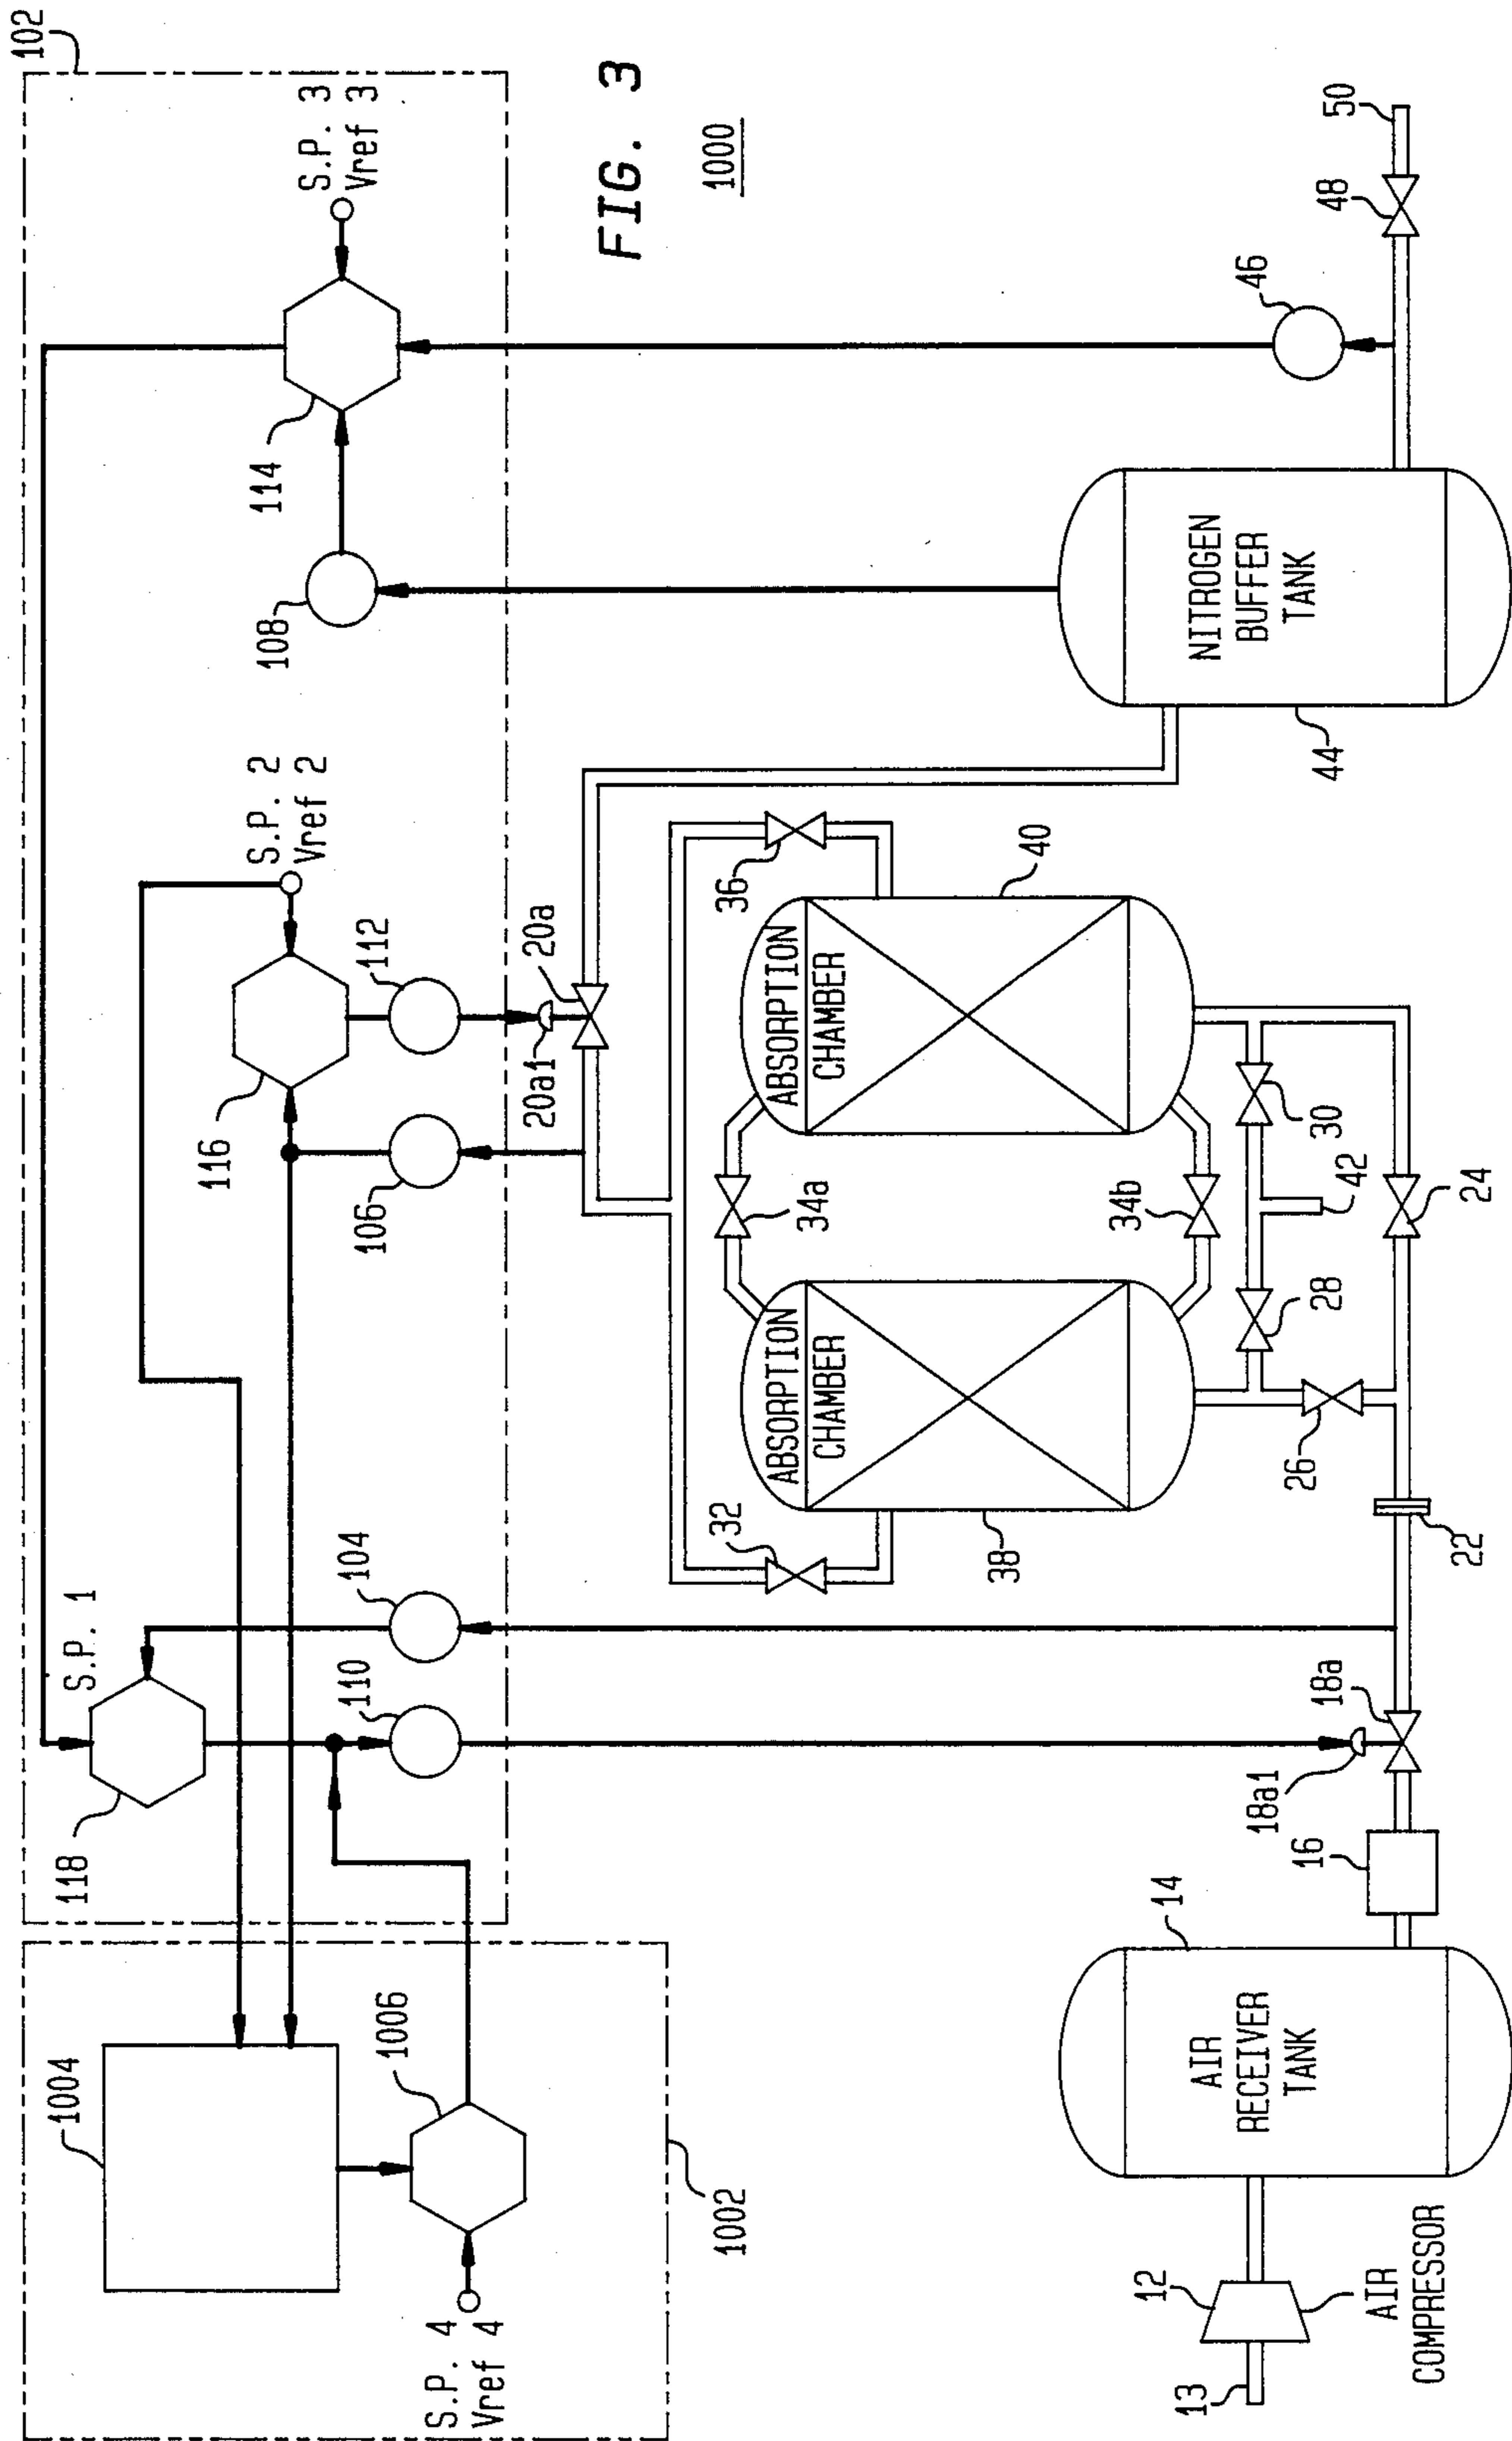 FIG. 3
1000
102
S.P. 3
Vref 3
114
108
S.P. 2
Vref 2
116
112
106
20a
20a1
S.P. 1
118
104
110
1004
1006
S.P. 4
Vref 4
1002
46
48
50
NITROGEN
BUFFER
TANK
44
36
40
ABSORPTION
CHAMBER
34a
34b
30
42
24
ABSORPTION
CHAMBER
32
38
28
26
22
18a
18a1
16
14
AIR
RECEIVER
TANK
12
13
AIR
COMPRESSOR